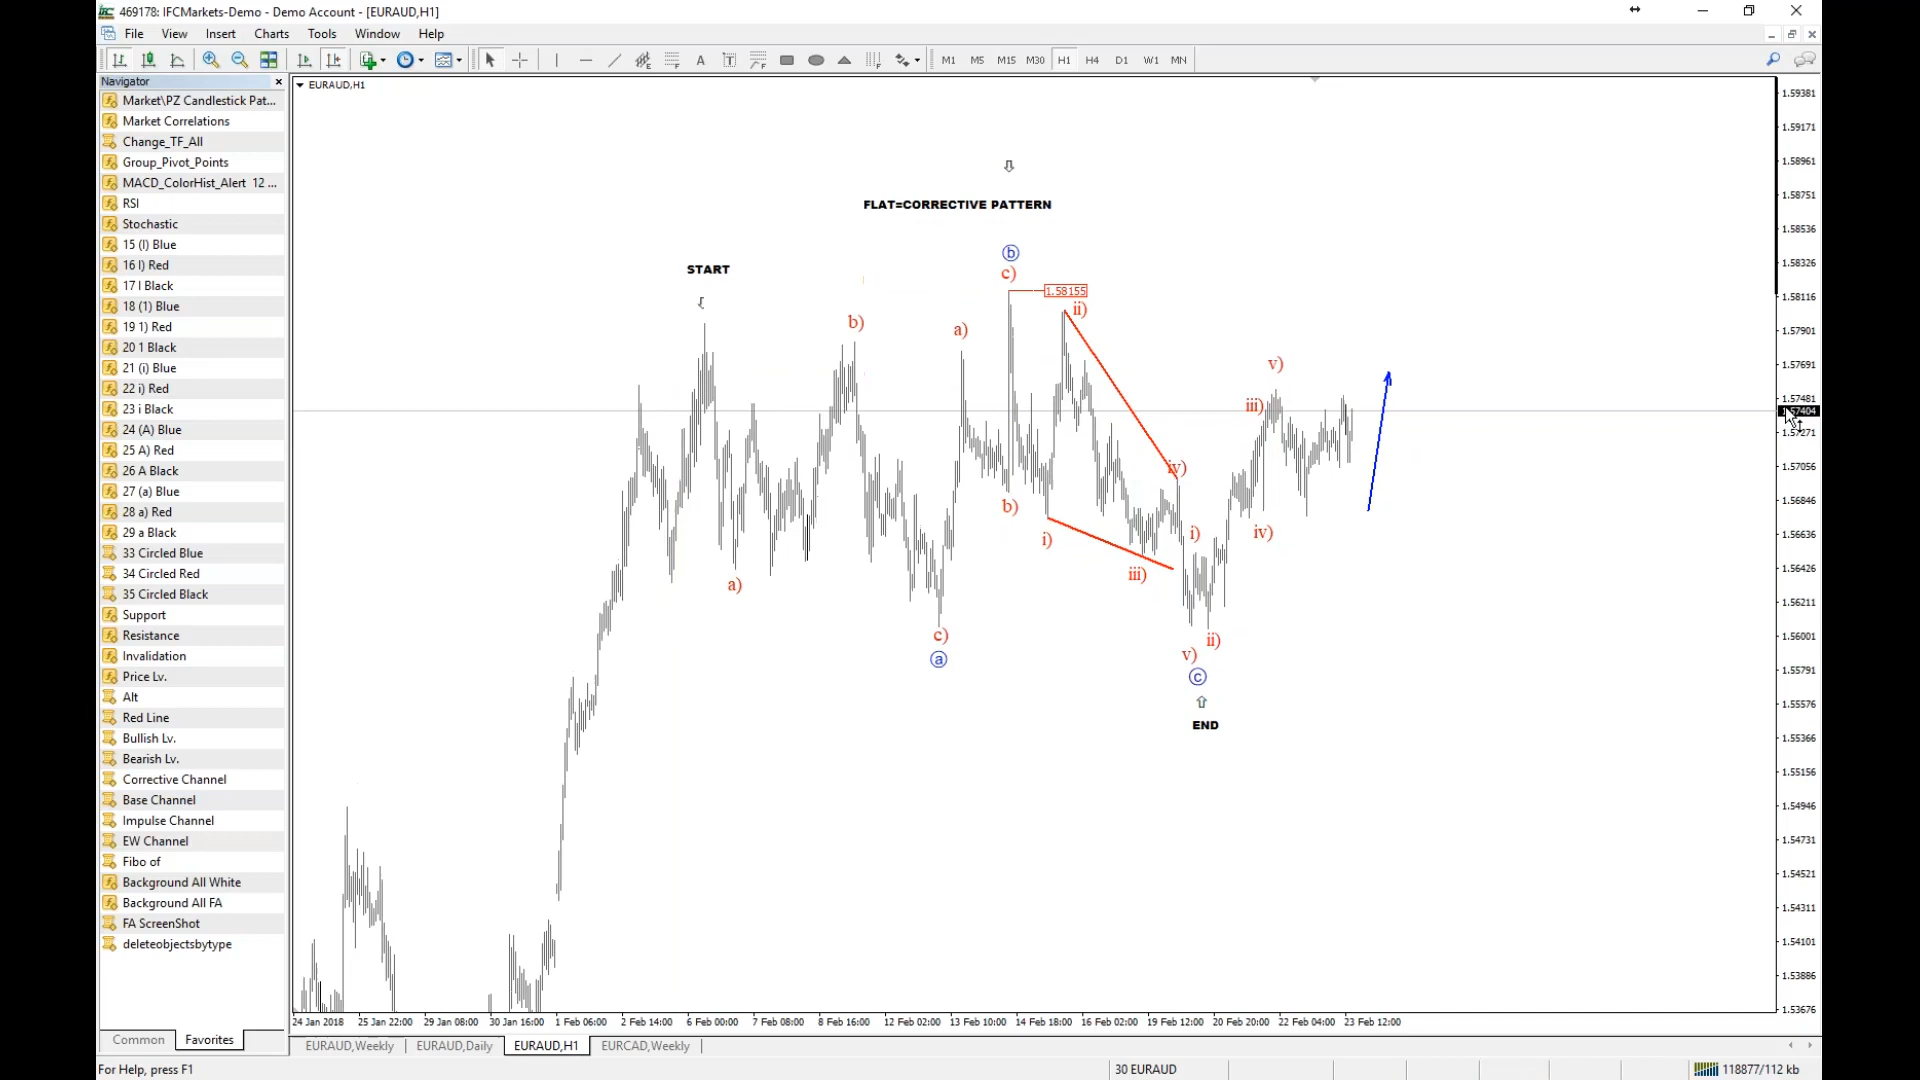 469178: IFCMarkets-Demo - Demo Account - [EURAUD,H1]
File View Insert Charts Tools Window Help
M1 M5 M15 M30 H1 H4 D1 W1 MN
Navigator
Market\PZ Candlestick Pat...
Market Correlations
Change_TF_All
Group_Pivot_Points
MACD_ColorHist_Alert 12 ...
RSI
Stochastic
15 (I) Blue
16 I) Red
17 I Black
18 (1) Blue
19 1) Red
20 1 Black
21 (i) Blue
22 i) Red
23 i Black
24 (A) Blue
25 A) Red
26 A Black
27 (a) Blue
28 a) Red
29 a Black
33 Circled Blue
34 Circled Red
35 Circled Black
Support
Resistance
Invalidation
Price Lv.
Alt
Red Line
Bullish Lv.
Bearish Lv.
Corrective Channel
Base Channel
Impulse Channel
EW Channel
Fibo of
Background All White
Background All FA
FA ScreenShot
deleteobjectsbytype
Common Favorites
EURAUD,H1
FLAT=CORRECTIVE PATTERN
START
b
c)
1.58155
ii)
b)
a)
v)
iii)
iv)
b)
i)
i)
iv)
iii)
a)
c)
a
ii)
v)
c
END
1.59381
1.59171
1.58961
1.58751
1.58536
1.58326
1.58116
1.57901
1.57691
1.57481
1.57404
1.57271
1.57056
1.56846
1.56636
1.56426
1.56211
1.56001
1.55791
1.55576
1.55366
1.55156
1.54946
1.54731
1.54521
1.54311
1.54101
1.53886
1.53676
24 Jan 2018 25 Jan 22:00 29 Jan 08:00 30 Jan 16:00 1 Feb 06:00 2 Feb 14:00 6 Feb 00:00 7 Feb 08:00 8 Feb 16:00 12 Feb 02:00 13 Feb 10:00 14 Feb 18:00 16 Feb 02:00 19 Feb 12:00 20 Feb 20:00 22 Feb 04:00 23 Feb 12:00
EURAUD,Weekly EURAUD,Daily EURAUD,H1 EURCAD,Weekly
For Help, press F1
30 EURAUD
118877/112 kb